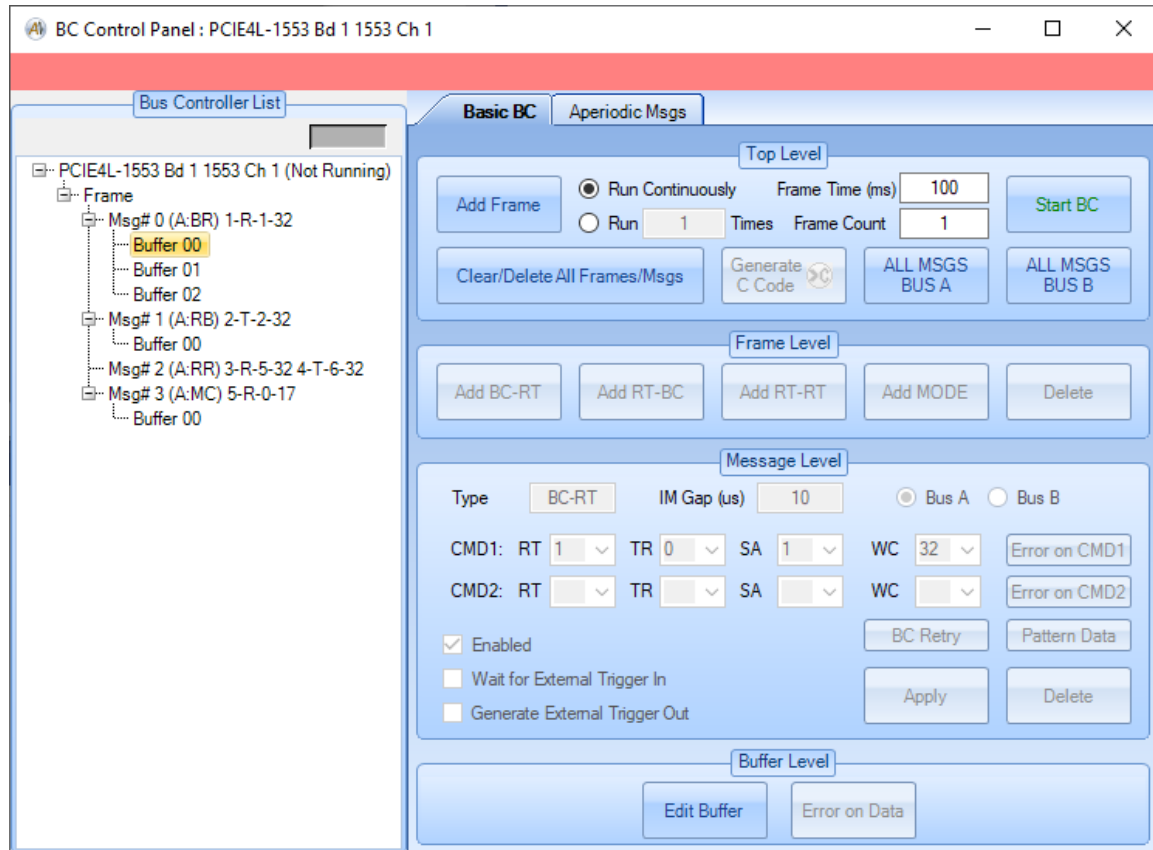 BC Control Panel : PCIE4L-1553 Bd 1 1553 Ch 1
Bus Controller List
PCIE4L-1553 Bd 1 1553 Ch 1 (Not Running)
Frame
Msg# 0 (A:BR) 1-R-1-32
Buffer 00
Buffer 01
Buffer 02
Msg# 1 (A:RB) 2-T-2-32
Buffer 00
Msg# 2 (A:RR) 3-R-5-32 4-T-6-32
Msg# 3 (A:MC) 5-R-0-17
Buffer 00
Basic BC Aperiodic Msgs
Top Level
Add Frame
Run Continuously Frame Time (ms) 100
Run 1 Times Frame Count 1
Start BC
Clear/Delete All Frames/Msgs
Generate
C Code
ALL MSGS
BUS A
ALL MSGS
BUS B
Frame Level
Add BC-RT Add RT-BC Add RT-RT Add MODE Delete
Message Level
Type BC-RT IM Gap (us) 10 Bus A Bus B
CMD1: RT 1 TR 0 SA 1 WC 32 Error on CMD1
CMD2: RT TR SA WC Error on CMD2
Enabled
BC Retry Pattern Data
Wait for External Trigger In
Generate External Trigger Out
Apply Delete
Buffer Level
Edit Buffer Error on Data